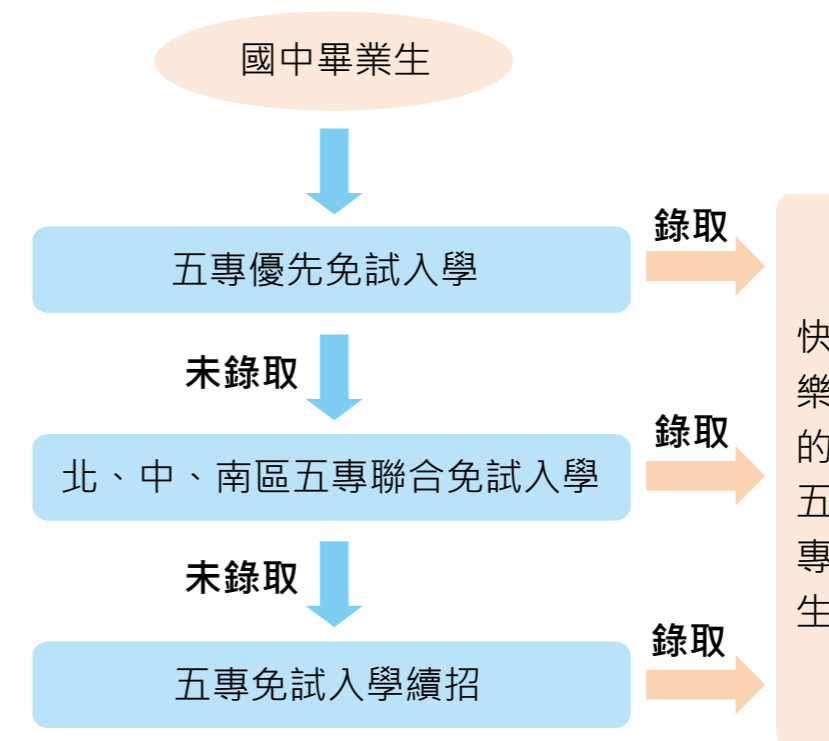 國中畢業生
五專優先免試入學
錄取
未錄取
北、中、南區五專聯合免試入學
錄取
未錄取
五專免試入學續招
錄取
快樂的五專生